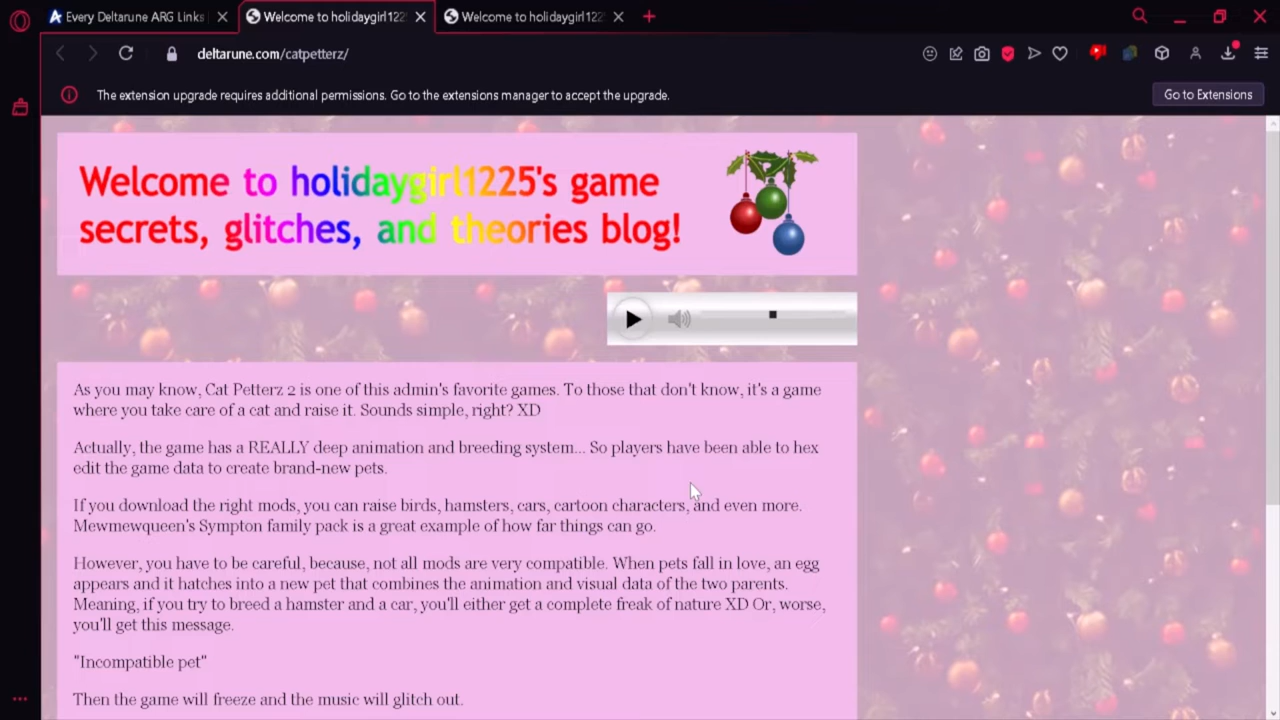 Every Deltarune ARG Links
Welcome to holidaygirl122
Welcome to holidaygirl122
deltarune.com/catpetterz/
The extension upgrade requires additional permissions. Go to the extensions manager to accept the upgrade.
Go to Extensions
Welcome to holidaygirl1225's game
secrets, glitches, and theories blog!
As you may know, Cat Petterz 2 is one of this admin's favorite games. To those that don't know, it's a game
where you take care of a cat and raise it. Sounds simple, right? XD
Actually, the game has a REALLY deep animation and breeding system... So players have been able to hex
edit the game data to create brand-new pets.
If you download the right mods, you can raise birds, hamsters, cars, cartoon characters, and even more.
Mewmewqueen's Sympton family pack is a great example of how far things can go.
However, you have to be careful, because, not all mods are very compatible. When pets fall in love, an egg
appears and it hatches into a new pet that combines the animation and visual data of the two parents.
Meaning, if you try to breed a hamster and a car, you'll either get a complete freak of nature XD Or, worse,
you'll get this message.
"Incompatible pet"
Then the game will freeze and the music will glitch out.